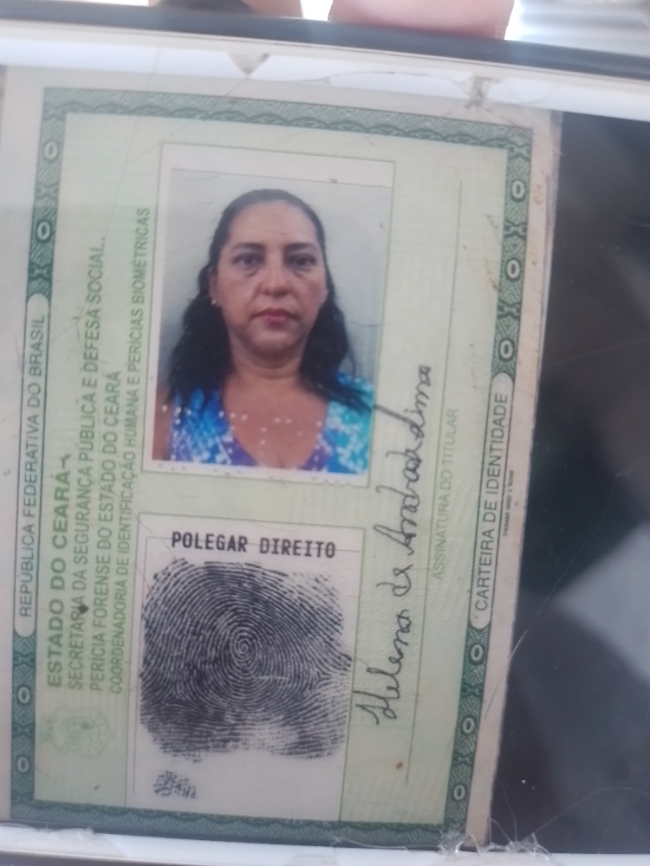 REPÚBLICA FEDERATIVA DO BRASIL
ESTADO DO CEARÁ
SECRETARIA DA SEGURANÇA PÚBLICA E DEFESA SOCIAL
PERÍCIA FORENSE DO ESTADO DO CEARÁ
COORDENADORIA DE IDENTIFICAÇÃO HUMANA E PERÍCIAS BIOMÉTRICAS
POLEGAR DIREITO
Helena de Andrade Lima
ASSINATURA DO TITULAR
CARTEIRA DE IDENTIDADE